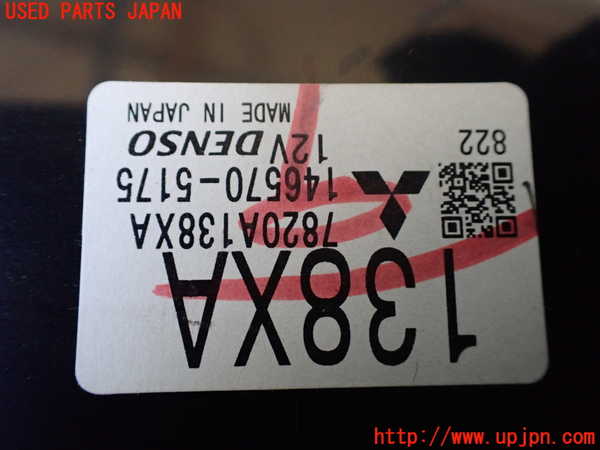 USED PARTS JAPAN
138XA
7820A138XA
146570-5175
12V DENSO
MADE IN JAPAN
822
http://www.upjpn.com/